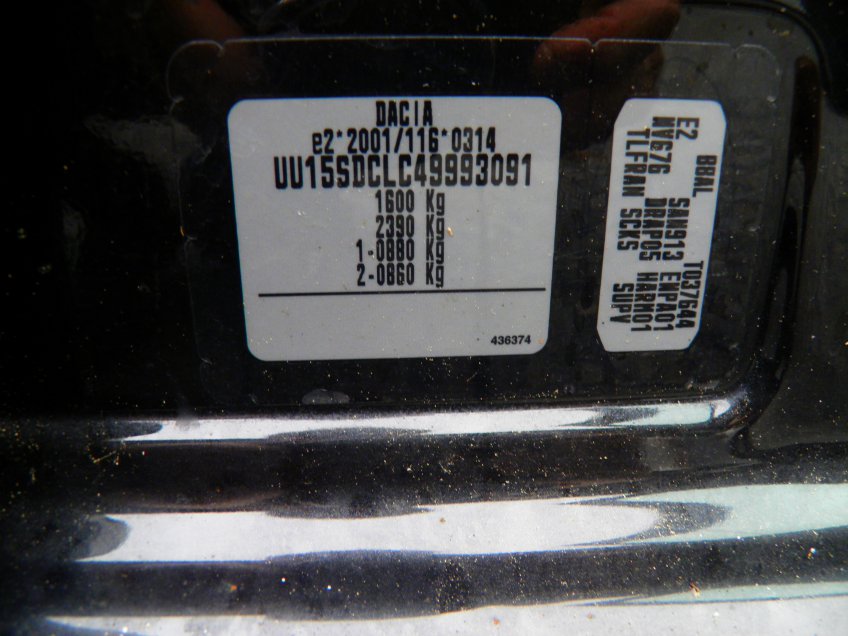 DACIA
e2*2001/116*0314
UU15SDCLC49993091
1600 Kg
2390 Kg
1-0880 Kg
2-0860 Kg
436374
BBAL SAN913 T037644
E2 DRAP05 ENPA01
NV676 HARM01
TLFRAN SCKS SUPV